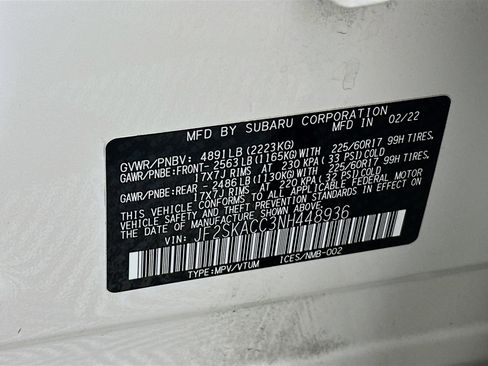 MFD BY SUBARU CORPORATION 02/22
GVWR/PNBV: 4891LB(2223KG)
GAWR/PNBE:FRONT-2563LB(1165KG)WITH 225/60R17 99H TIRES,
17X7J RIMS AT 230 KPA(33 PSI)COLD
GAWR/PNBE:REAR -2486LB(1130KG)WITH 225/60R17 99H TIRES,
17X7J RIMS AT 220 KPA(32 PSI)COLD
THIS VEHICLE CONFORMS TO ALL APPLICABLE FEDERAL MOTOR
VEHICLE SAFETY AND THEFT PREVENTION STANDARDS IN EFFECT
ON THE DATE OF MANUFACTURE SHOWN ABOVE.
VIN: JF2SKACC3NH448936
TYPE:MPV/VTUM ICES/NMB-002